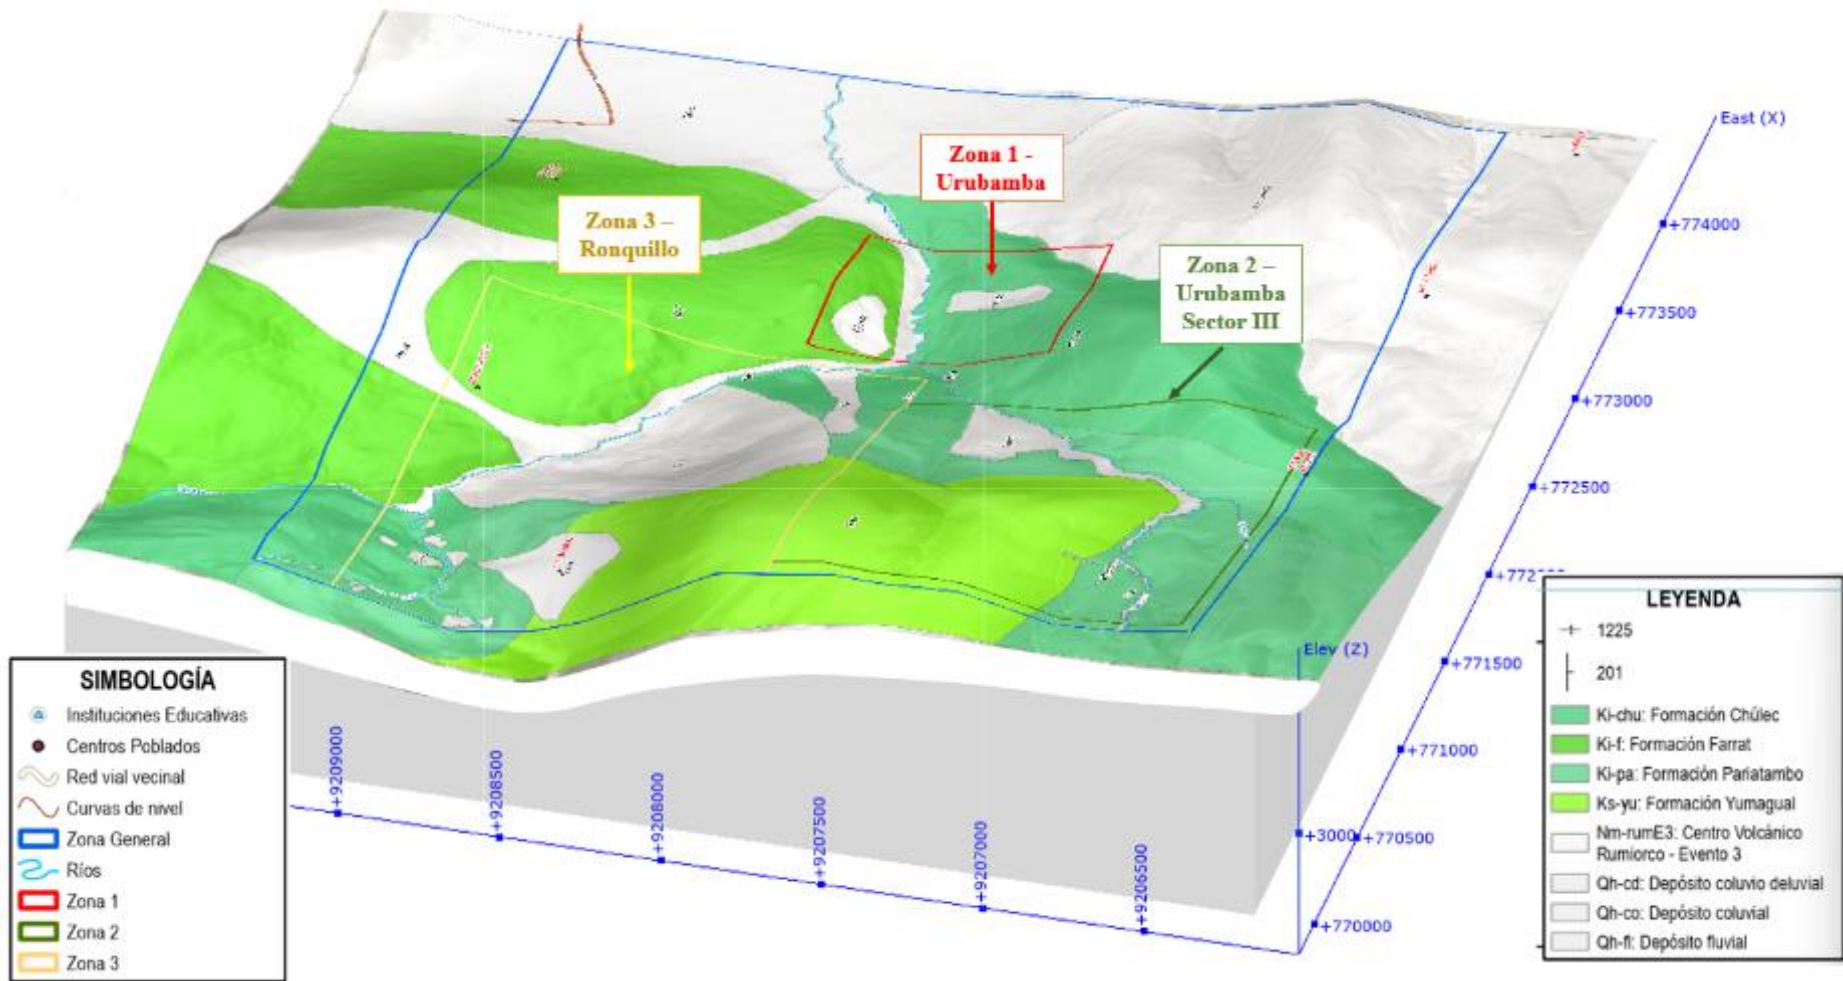 East (X)
+774000
+773500
+773000
+772500
+771500
+771000
+770500
+770000
Zona 1 -
Urubamba
Zona 3 –
Ronquillo
Zona 2 –
Urubamba
Sector III
Elev (Z)
+3000
+9209000
+9208500
+9208000
+9207500
+9207000
+9206500
SIMBOLOGÍA
Instituciones Educativas
Centros Poblados
Red vial vecinal
Curvas de nivel
Zona General
Ríos
Zona 1
Zona 2
Zona 3
LEYENDA
1225
201
Ki-chu: Formación Chúlec
Ki-f: Formación Farrat
Ki-pa: Formación Pariatambo
Ks-yu: Formación Yumagual
Nm-rumE3: Centro Volcánico
Rumiorco - Evento 3
Qh-cd: Depósito coluvio deluvial
Qh-co: Depósito coluvial
Qh-fl: Depósito fluvial